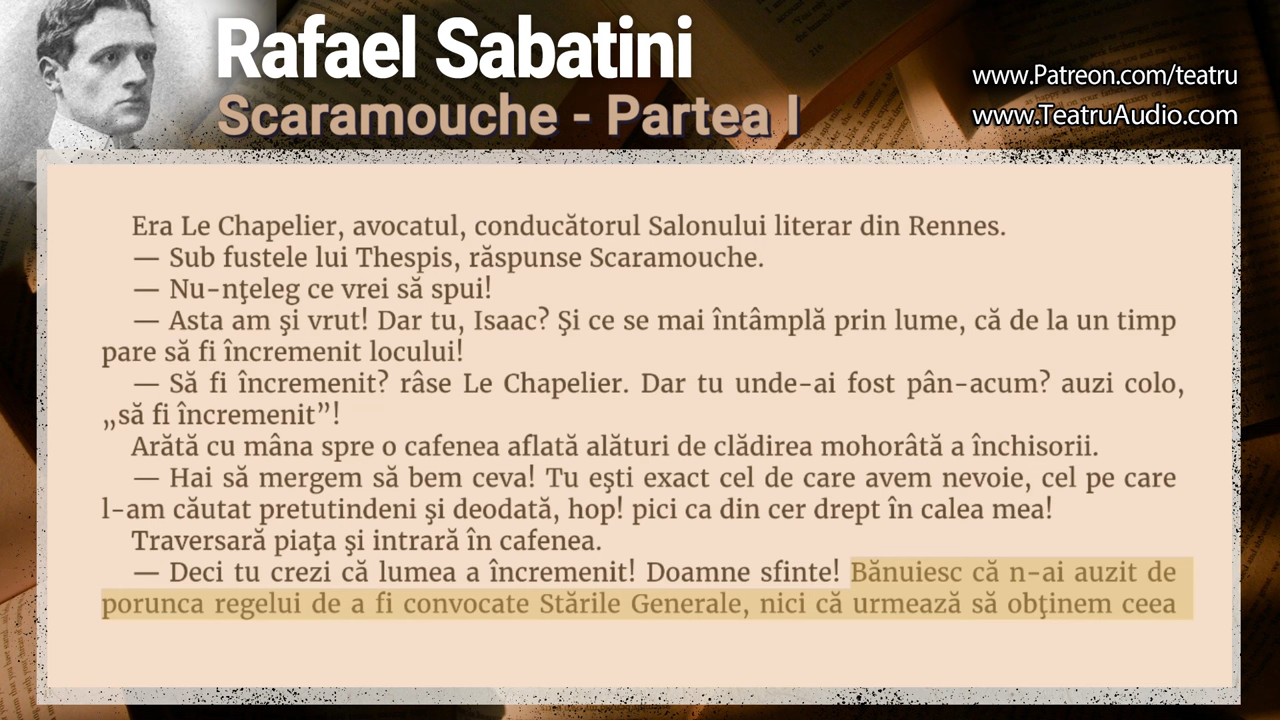 Rafael Sabatini
Scaramouche - Partea I
www.Patreon.com/teatru
www.TeatruAudio.com
Era Le Chapelier, avocatul, conducătorul Salonului literar din Rennes.
— Sub fustele lui Thespis, răspunse Scaramouche.
— Nu-nţeleg ce vrei să spui!
— Asta am şi vrut! Dar tu, Isaac? Şi ce se mai întâmplă prin lume, că de la un timp
pare să fi încremenit locului!
— Să fi încremenit? râse Le Chapelier. Dar tu unde-ai fost pân-acum? auzi colo,
„să fi încremenit”!
Arătă cu mâna spre o cafenea aflată alături de clădirea mohorâtă a închisorii.
— Hai să mergem să bem ceva! Tu eşti exact cel de care avem nevoie, cel pe care
l-am căutat pretutindeni şi deodată, hop! pici ca din cer drept în calea mea!
Traversară piaţa şi intrară în cafenea.
— Deci tu crezi că lumea a încremenit! Doamne sfinte! Bănuiesc că n-ai auzit de
porunca regelui de a fi convocate Stările Generale, nici că urmează să obţinem ceea